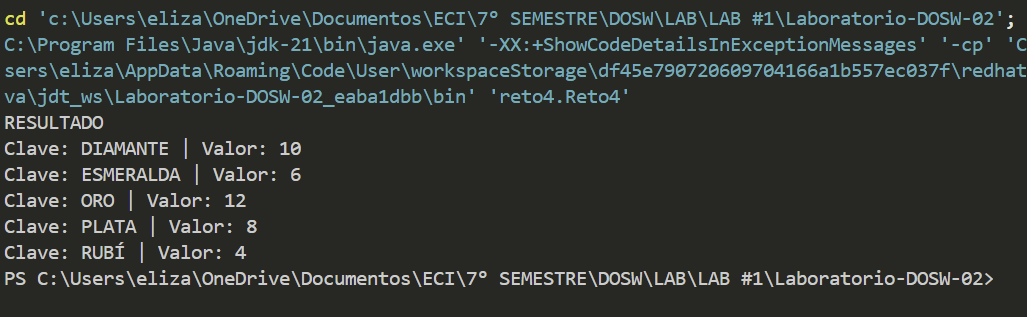 cd 'c:\Users\eliza\OneDrive\Documentos\ECI\7° SEMESTRE\DOSW\LAB\LAB #1\Laboratorio-DOSW-02';
C:\Program Files\Java\jdk-21\bin\java.exe' '-XX:+ShowCodeDetailsInExceptionMessages' '-cp' 'C
sers\eliza\AppData\Roaming\Code\User\workspaceStorage\df45e790720609704166a1b557ec037f\redhat
va\jdt_ws\Laboratorio-DOSW-02_eaba1dbb\bin' 'reto4.Reto4'
RESULTADO
Clave: DIAMANTE | Valor: 10
Clave: ESMERALDA | Valor: 6
Clave: ORO | Valor: 12
Clave: PLATA | Valor: 8
Clave: RUBÍ | Valor: 4
PS C:\Users\eliza\OneDrive\Documentos\ECI\7° SEMESTRE\DOSW\LAB\LAB #1\Laboratorio-DOSW-02>